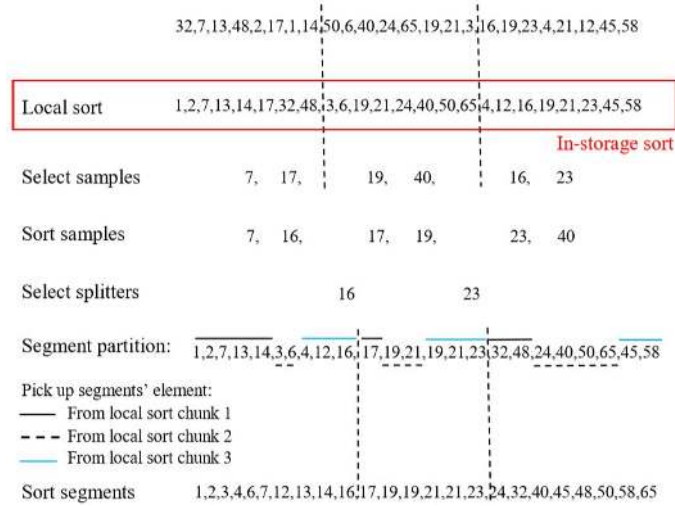 32,7,13,48,2,17,1,14,50,6,40,24,65,19,21,3,16,19,23,4,21,12,45,58
Local sort 1,2,7,13,14,17,32,48, 3,6,19,21,24,40,50,65, 4,12,16,19,21,23,45,58
In-storage sort
Select samples 7, 17, 19, 40, 16, 23
Sort samples 7, 16, 17, 19, 23, 40
Select splitters 16 23
Segment partition: 1,2,7,13,14,3,6,4,12,16, 17,19,21,19,21,23,32,48,24,40,50,65,45,58
Pick up segments' element:
From local sort chunk 1
From local sort chunk 2
From local sort chunk 3
Sort segments 1,2,3,4,6,7,12,13,14,16,17,19,19,21,21,23,24,32,40,45,48,50,58,65